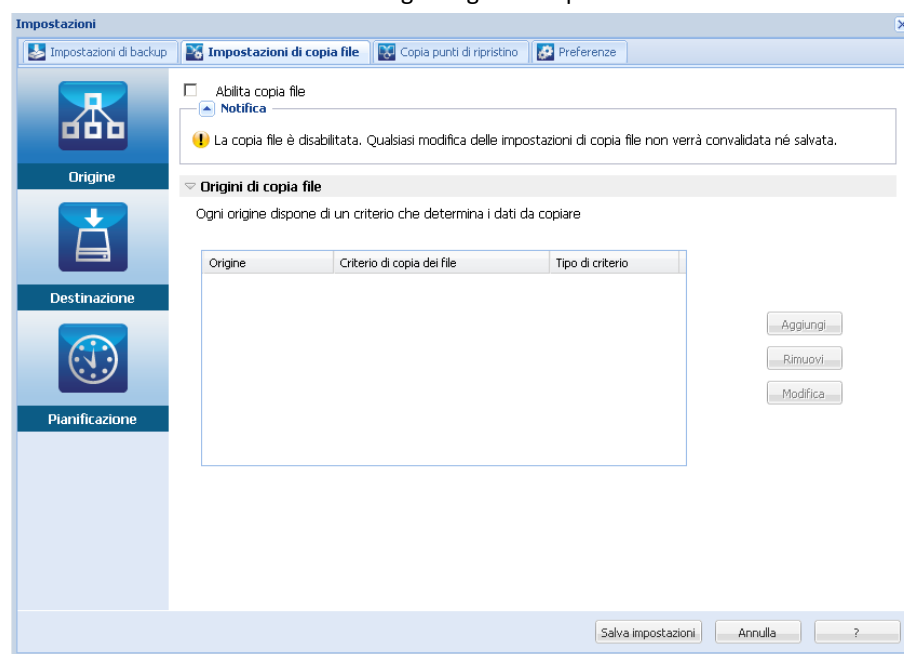 Impostazioni
Impostazioni di backup
Impostazioni di copia file
Copia punti di ripristino
Preferenze
Origine
Destinazione
Pianificazione
Abilita copia file
Notifica
La copia file è disabilitata. Qualsiasi modifica delle impostazioni di copia file non verrà convalidata né salvata.
Origini di copia file
Ogni origine dispone di un criterio che determina i dati da copiare
Origine Criterio di copia dei file Tipo di criterio
Aggiungi
Rimuovi
Modifica
Salva impostazioni Annulla ?